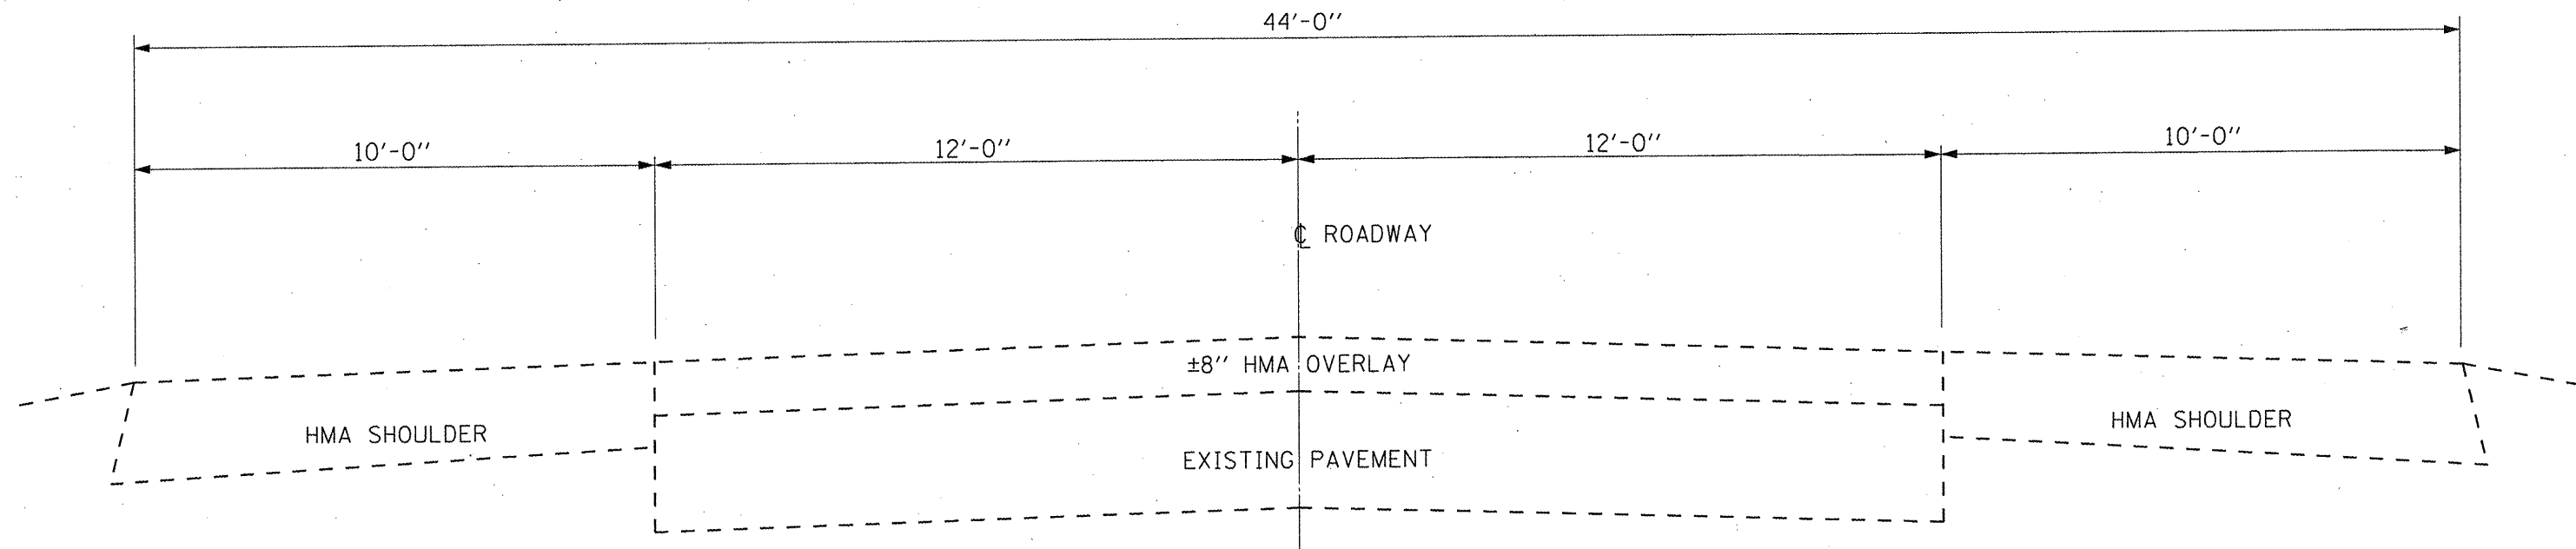 44'-0''
10'-0''
12'-0''
12'-0''
10'-0''
℄ ROADWAY
±8'' HMA OVERLAY
HMA SHOULDER
HMA SHOULDER
EXISTING PAVEMENT